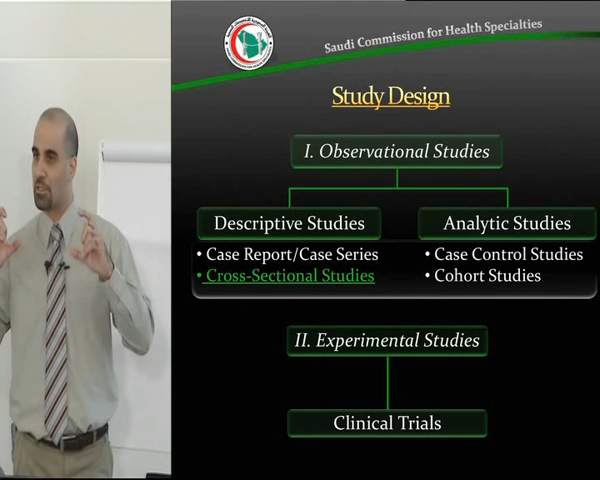 Saudi Commission for Health Specialties
Study Design
I. Observational Studies
Descriptive Studies
• Case Report/Case Series
• Cross-Sectional Studies
Analytic Studies
• Case Control Studies
• Cohort Studies
II. Experimental Studies
Clinical Trials